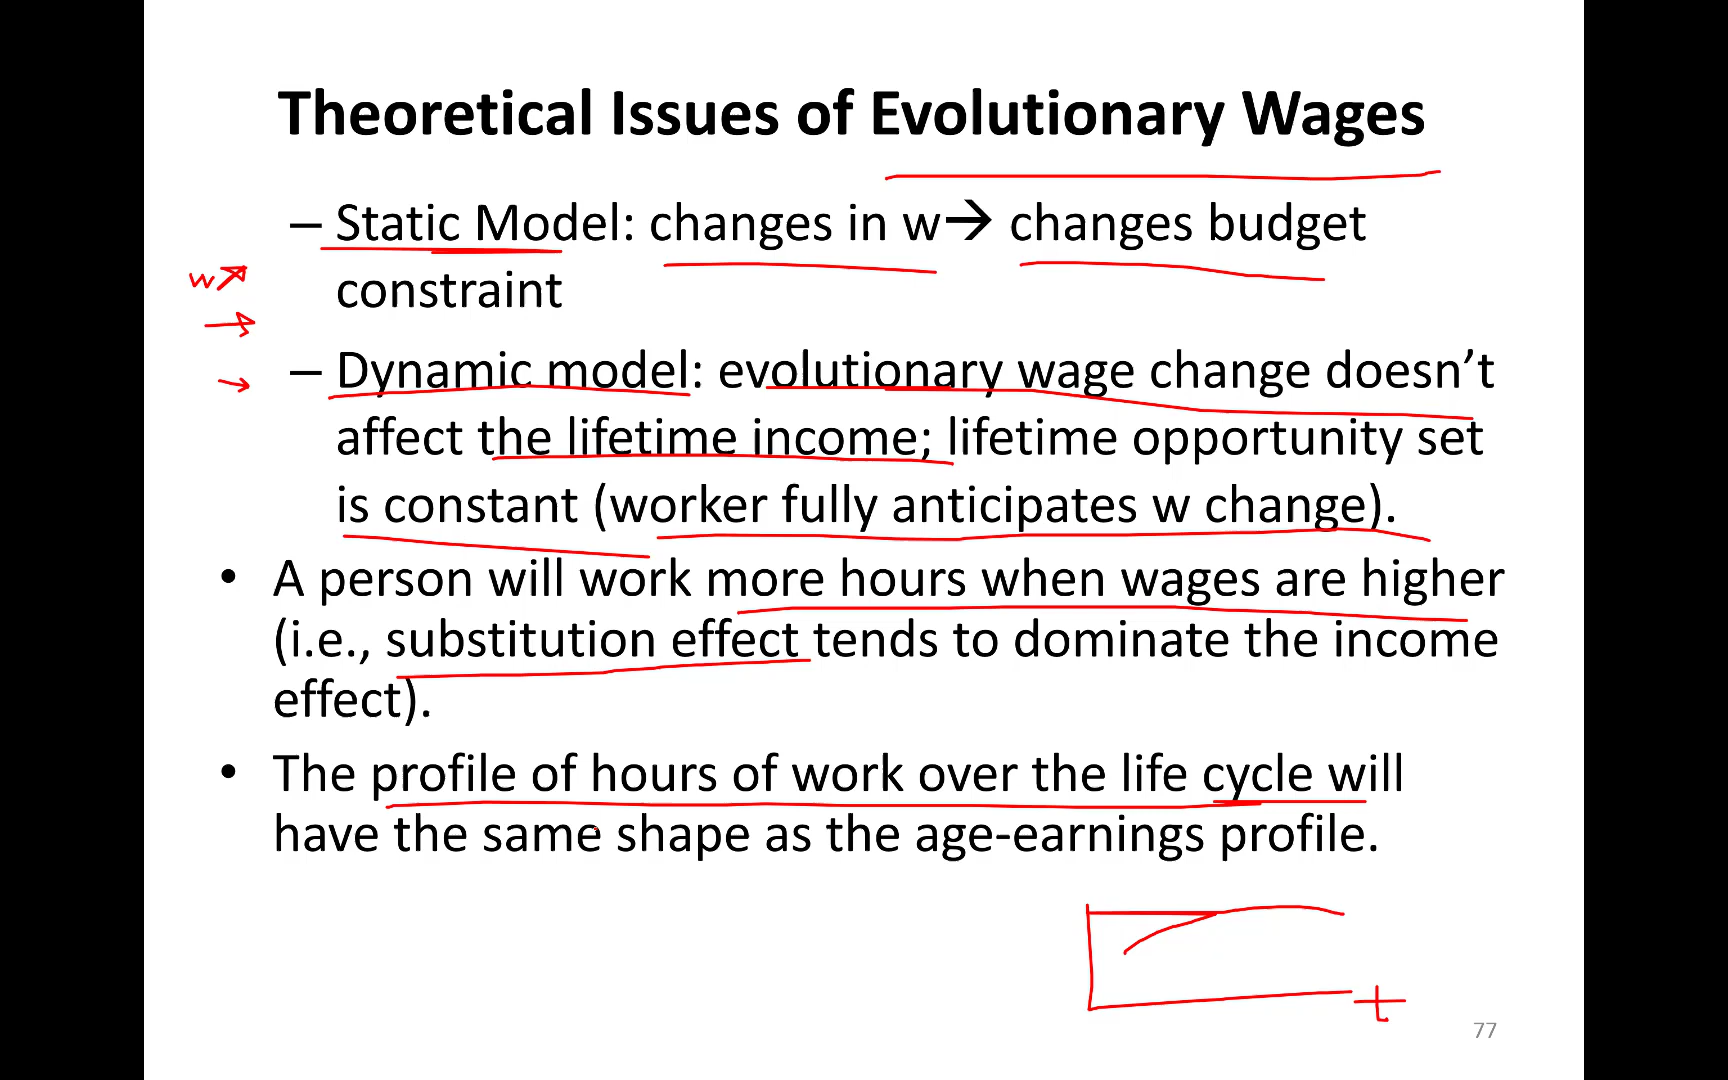 Theoretical Issues of Evolutionary Wages
– Static Model: changes in w→ changes budget
constraint
w↗
→
→
– Dynamic model: evolutionary wage change doesn’t
affect the lifetime income; lifetime opportunity set
is constant (worker fully anticipates w change).
• A person will work more hours when wages are higher
(i.e., substitution effect tends to dominate the income
effect).
• The profile of hours of work over the life cycle will
have the same shape as the age-earnings profile.
t
77